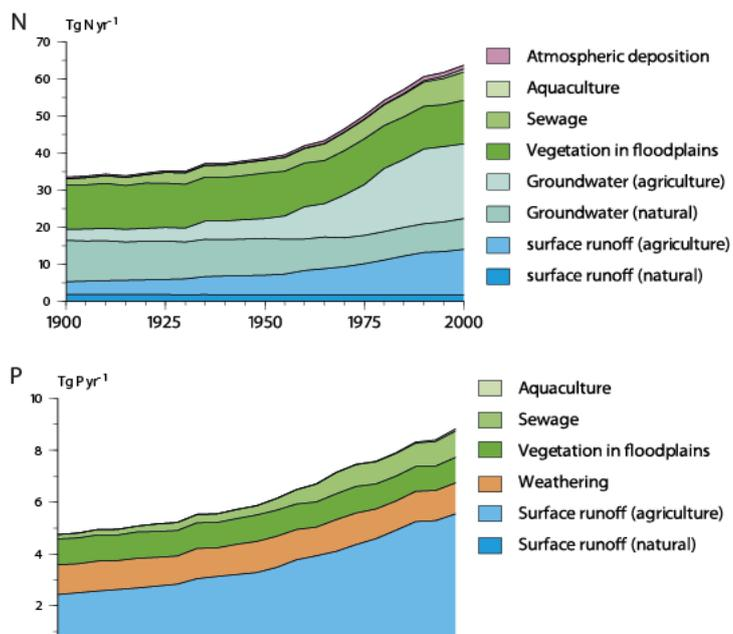 N
Tg N yr-1
70
60
50
40
30
20
10
0
1900 1925 1950 1975 2000
Atmospheric deposition
Aquaculture
Sewage
Vegetation in floodplains
Groundwater (agriculture)
Groundwater (natural)
surface runoff (agriculture)
surface runoff (natural)
P
Tg P yr-1
10
8
6
4
2
Aquaculture
Sewage
Vegetation in floodplains
Weathering
Surface runoff (agriculture)
Surface runoff (natural)